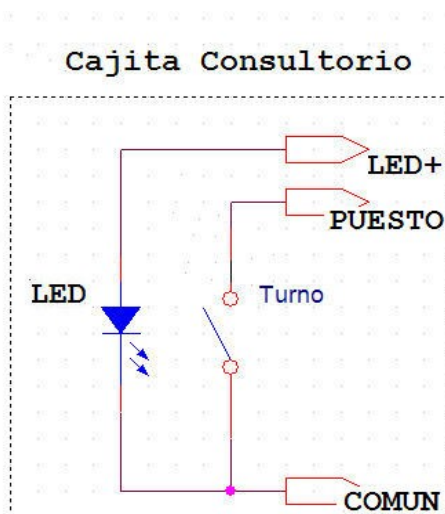 Cajita Consultorio
LED+
PUESTO
LED
Turno
COMUN